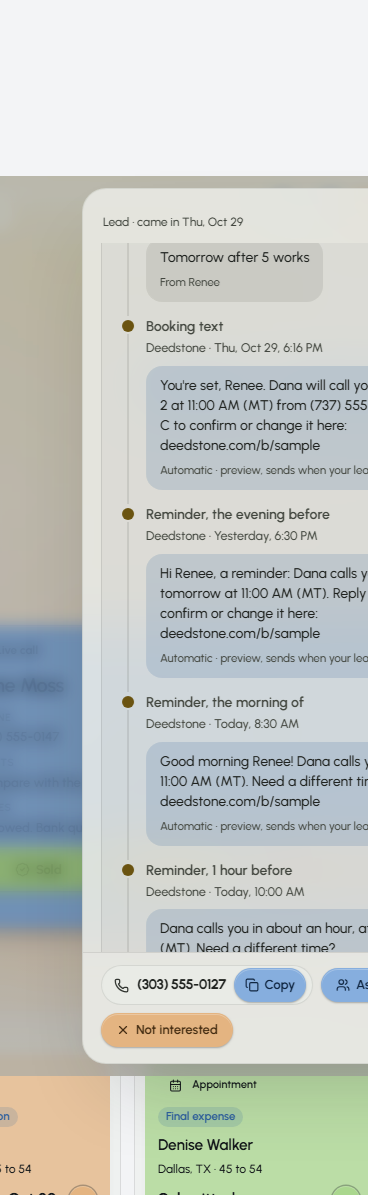 Lead · came in Thu, Oct 29
Tomorrow after 5 works
From Renee
Booking text
Deedstone · Thu, Oct 29, 6:16 PM
You're set, Renee. Dana will call yo
2 at 11:00 AM (MT) from (737) 555
C to confirm or change it here:
deedstone.com/b/sample
Automatic · preview, sends when your lea
Reminder, the evening before
Deedstone · Yesterday, 6:30 PM
Hi Renee, a reminder: Dana calls y
tomorrow at 11:00 AM (MT). Reply
confirm or change it here:
deedstone.com/b/sample
Automatic · preview, sends when your lea
Reminder, the morning of
Deedstone · Today, 8:30 AM
Good morning Renee! Dana calls y
11:00 AM (MT). Need a different tim
deedstone.com/b/sample
Automatic · preview, sends when your lea
Reminder, 1 hour before
Deedstone · Today, 10:00 AM
Dana calls you in about an hour, at
(MT). Need a different time?
(303) 555-0127
Copy
As
Not interested
ne Moss
Sold
Appointment
on
Final expense
Denise Walker
5 to 54
Dallas, TX · 45 to 54